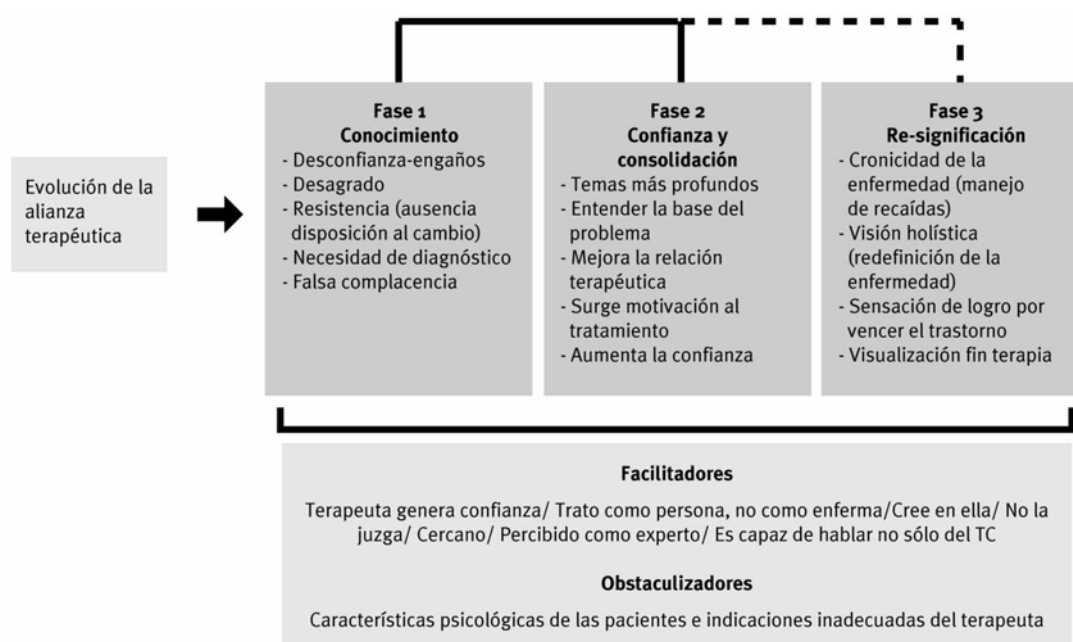 Evolución de la
alianza
terapéutica
Fase 1
Conocimiento
- Desconfianza-engaños
- Desagrado
- Resistencia (ausencia
disposición al cambio)
- Necesidad de diagnóstico
- Falsa complacencia
Fase 2
Confianza y
consolidación
- Temas más profundos
- Entender la base del
problema
- Mejora la relación
terapéutica
- Surge motivación al
tratamiento
- Aumenta la confianza
Fase 3
Re-significación
- Cronicidad de la
enfermedad (manejo
de recaídas)
- Visión holística
(redefinición de la
enfermedad)
- Sensación de logro por
vencer el trastorno
- Visualización fin terapia
Facilitadores
Terapeuta genera confianza/ Trato como persona, no como enferma/Cree en ella/ No la
juzga/ Cercano/ Percibido como experto/ Es capaz de hablar no sólo del TC
Obstaculizadores
Características psicológicas de las pacientes e indicaciones inadecuadas del terapeuta